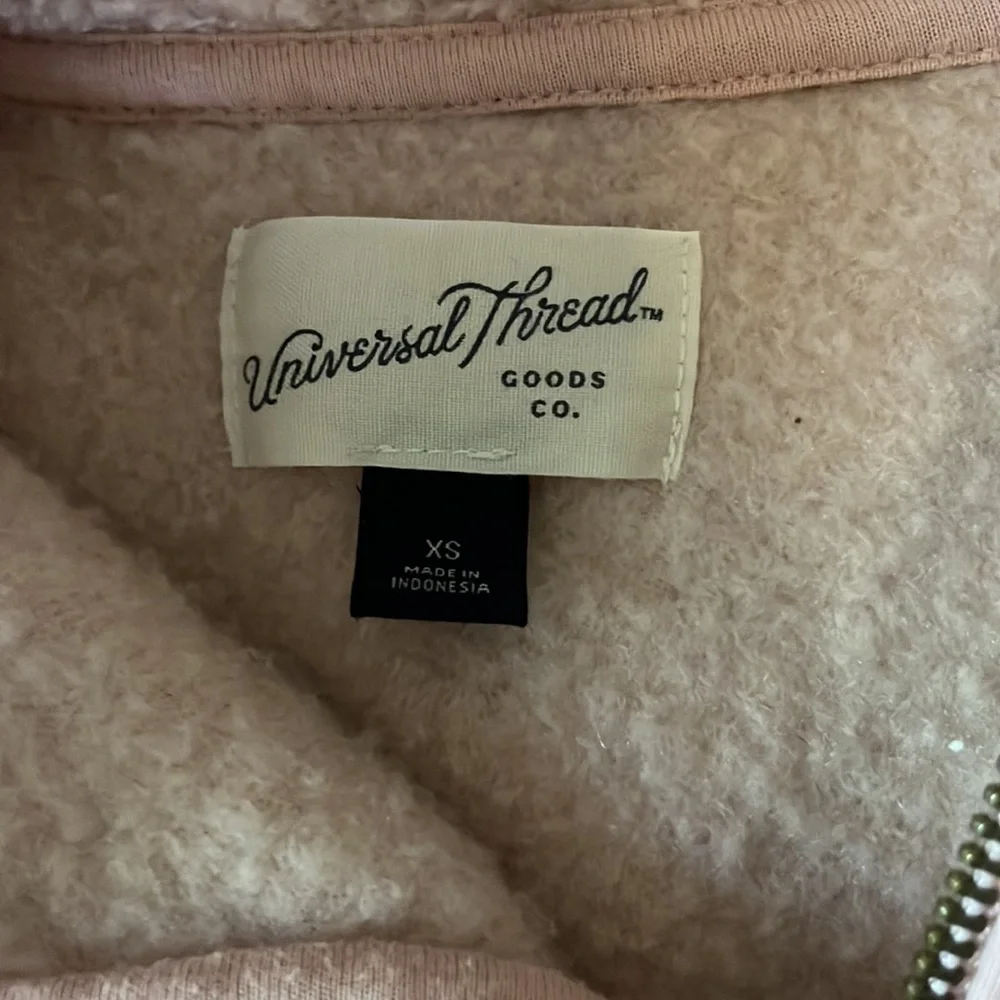 Universal Thread™
GOODS
CO.
XS
MADE IN
INDONESIA